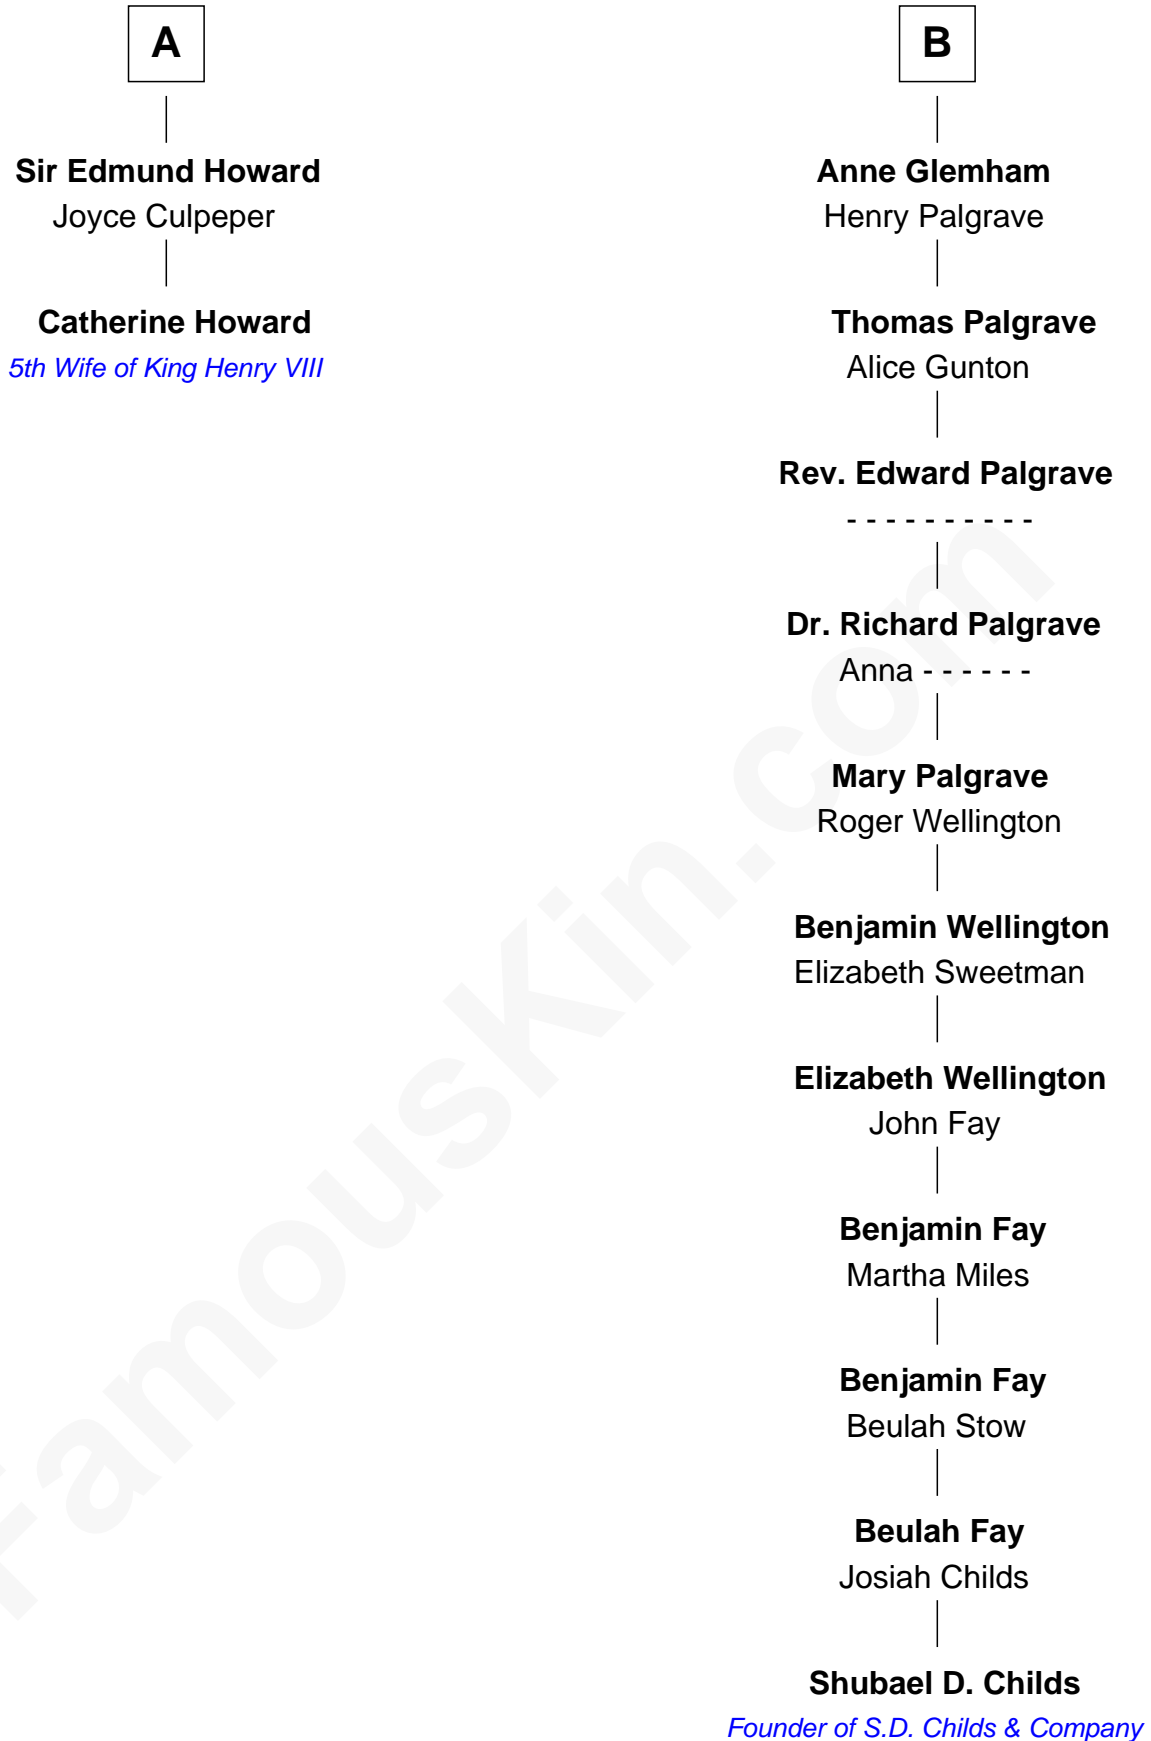 A
Sir Edmund Howard
Joyce Culpeper
Catherine Howard
5th Wife of King Henry VIII
B
Anne Glemham
Henry Palgrave
Thomas Palgrave
Alice Gunton
Rev. Edward Palgrave
- - - - - - - - - -
Dr. Richard Palgrave
Anna - - - - - -
Mary Palgrave
Roger Wellington
Benjamin Wellington
Elizabeth Sweetman
Elizabeth Wellington
John Fay
Benjamin Fay
Martha Miles
Benjamin Fay
Beulah Stow
Beulah Fay
Josiah Childs
Shubael D. Childs
Founder of S.D. Childs & Company
FamousKin.com